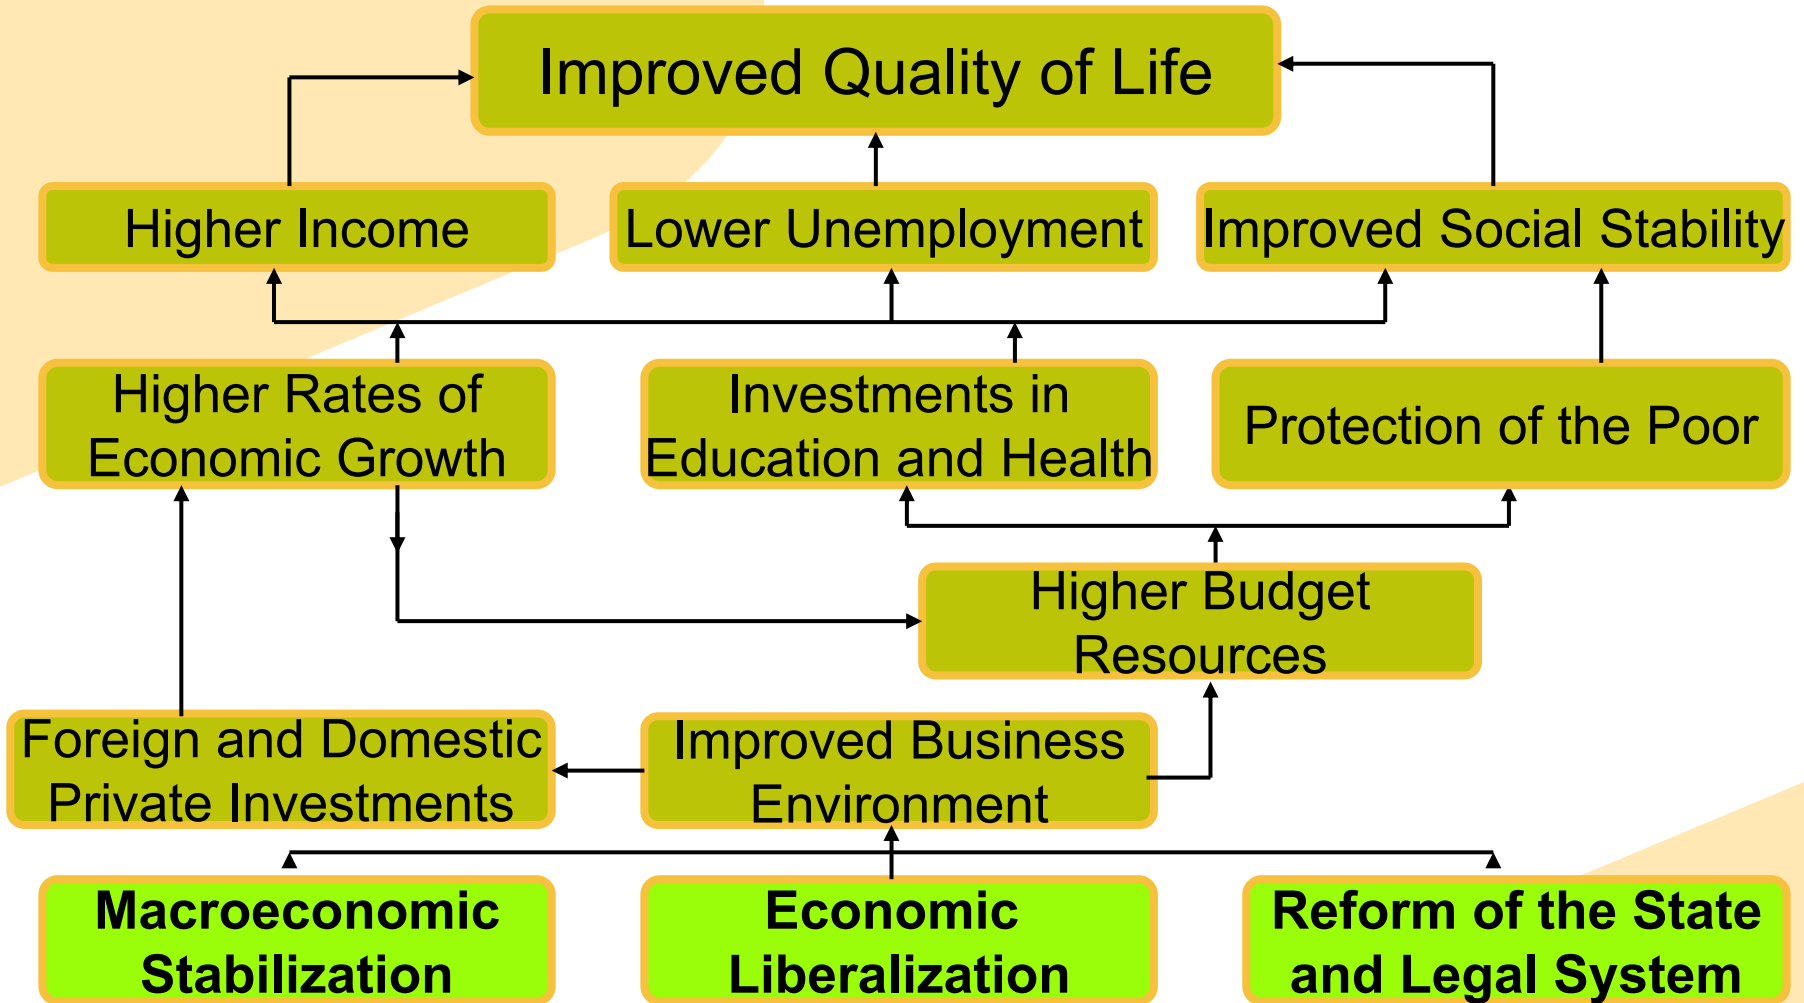 Improved Quality of Life
Higher Income
Lower Unemployment
Improved Social Stability
Higher Rates of
Economic Growth
Investments in
Education and Health
Protection of the Poor
Higher Budget
Resources
Foreign and Domestic
Private Investments
Improved Business
Environment
Macroeconomic
Stabilization
Economic
Liberalization
Reform of the State
and Legal System